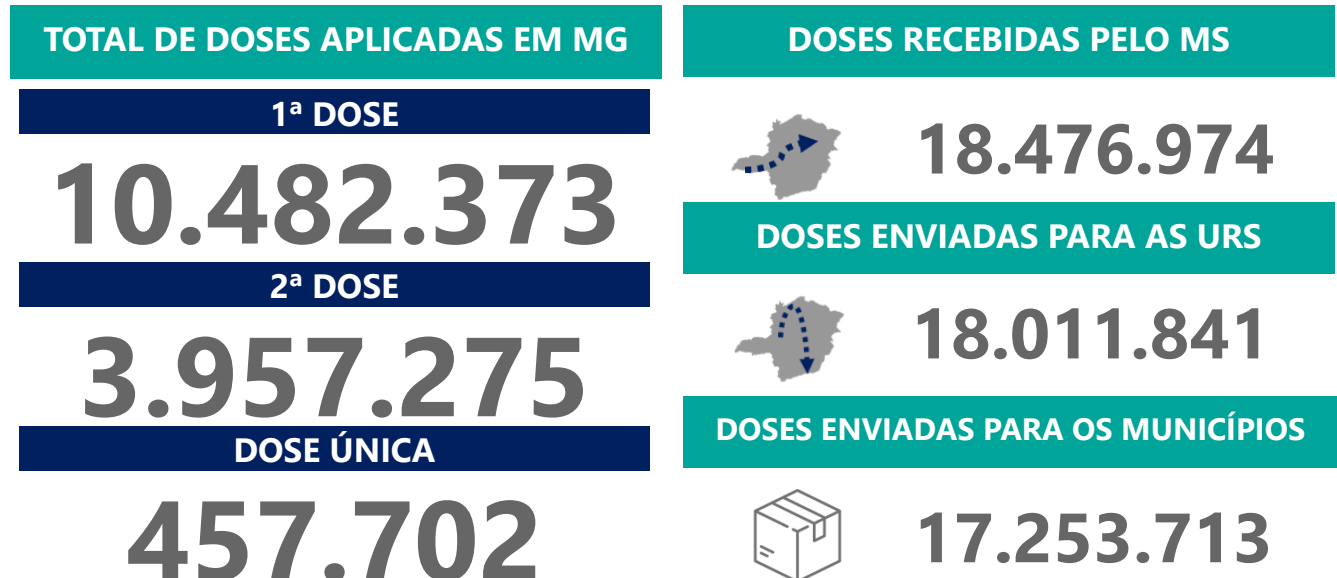 TOTAL DE DOSES APLICADAS EM MG
1ª DOSE
10.482.373
2ª DOSE
3.957.275
DOSE ÚNICA
457.702
DOSES RECEBIDAS PELO MS
18.476.974
DOSES ENVIADAS PARA AS URS
18.011.841
DOSES ENVIADAS PARA OS MUNICÍPIOS
17.253.713